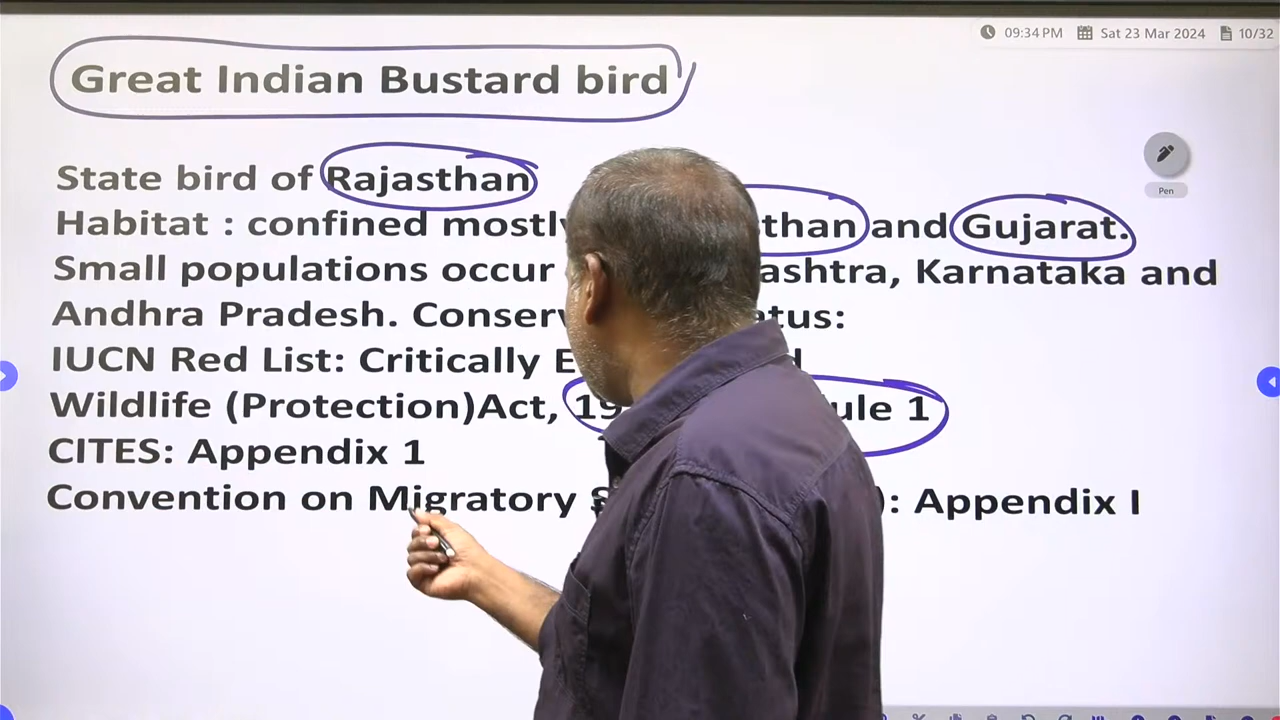 09:34 PM Sat 23 Mar 2024 10/32
Great Indian Bustard bird
Pen
State bird of Rajasthan
Habitat : confined mostly than and Gujarat.
Small populations occur ashtra, Karnataka and
Andhra Pradesh. Conserv tus:
IUCN Red List: Critically E d
Wildlife (Protection)Act, 19 ule 1
CITES: Appendix 1
Convention on Migratory S ): Appendix I